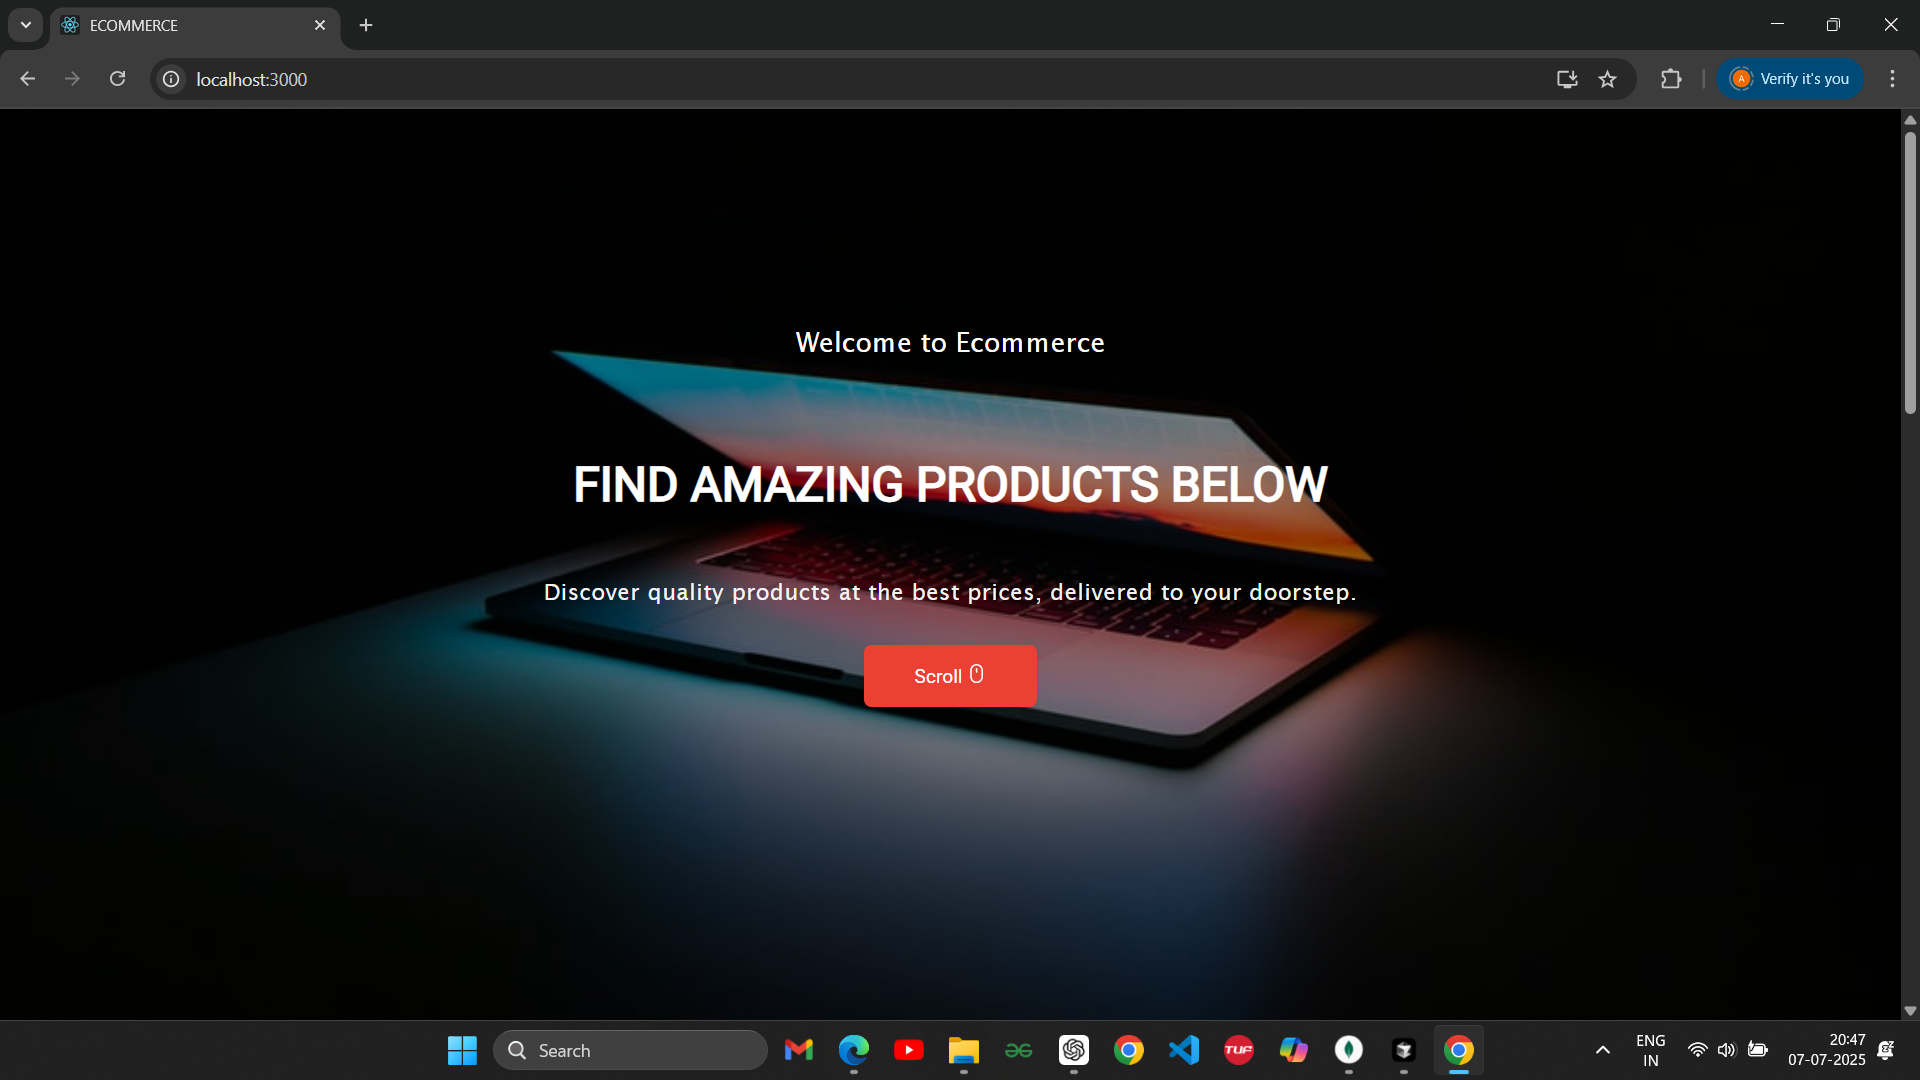 ECOMMERCE
localhost:3000
A
Verify it's you
Welcome to Ecommerce
FIND AMAZING PRODUCTS BELOW
Discover quality products at the best prices, delivered to your doorstep.
Scroll
Search
TUF
ENG
IN
20:47
07-07-2025